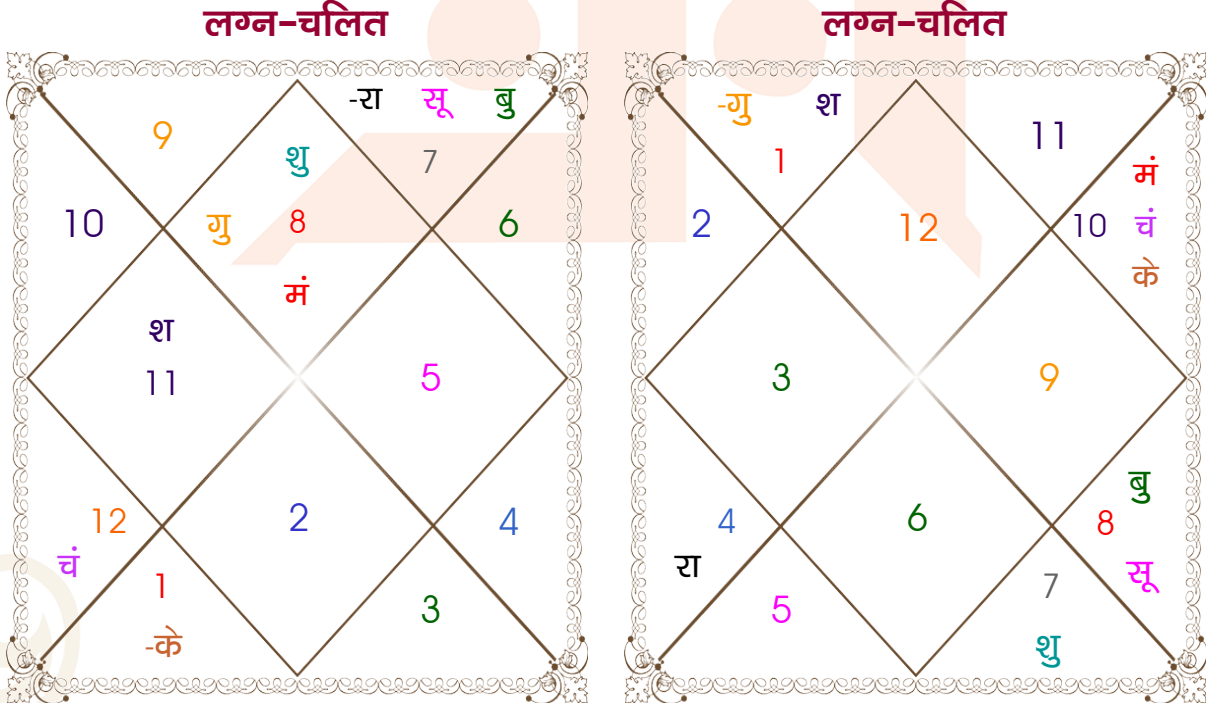 लग्न-चलित
-रा सू बु
9
शु
7
10
गु
8
6
मं
श
11
5
12
2
4
चं
1
3
-के
लग्न-चलित
-गु श
1
11
मं
2
12
10
चं
के
3
9
बु
4
6
8
रा
5
7
सू
शु